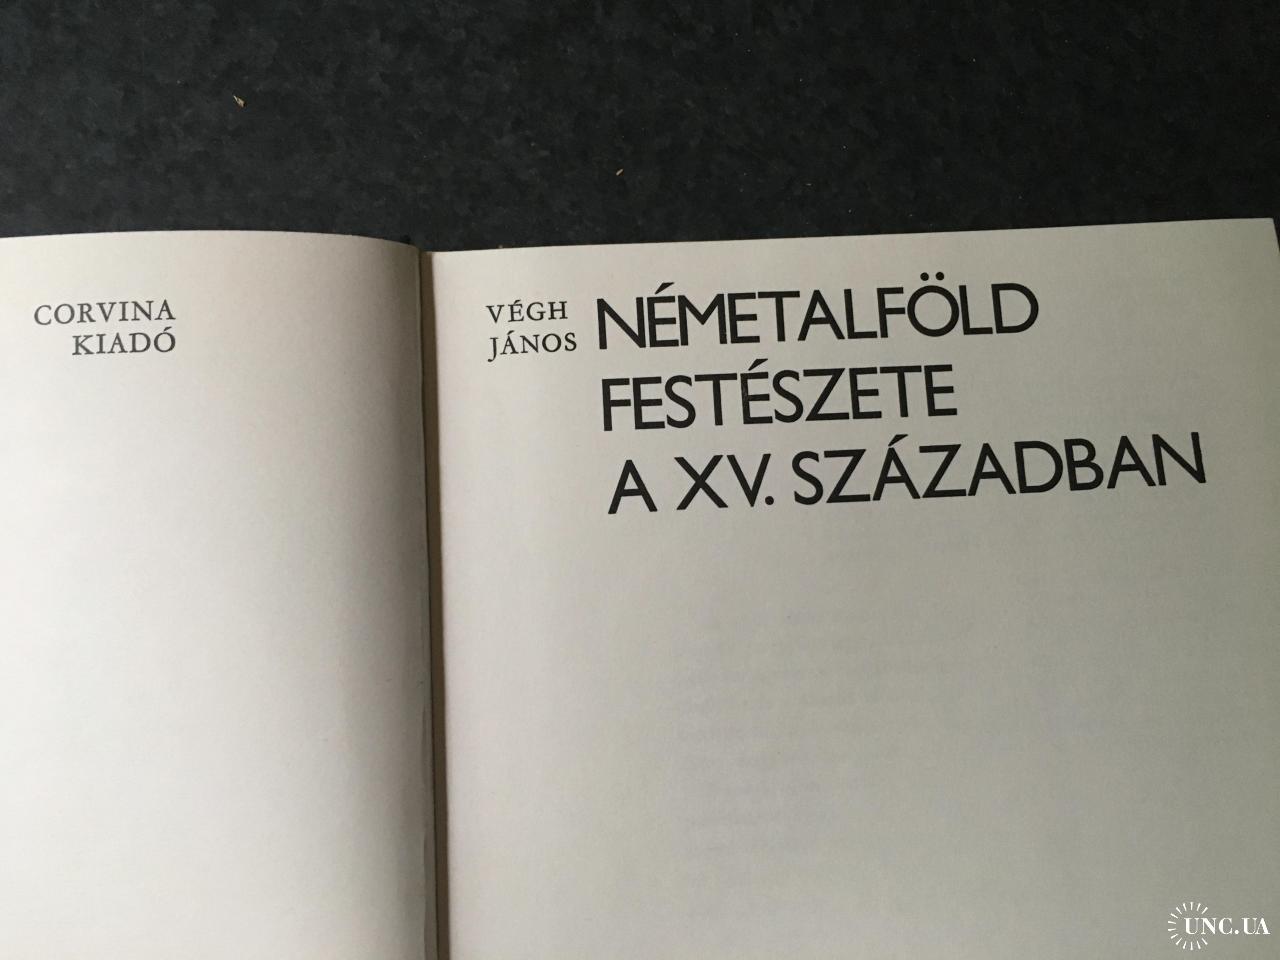 CORVINA
KIADÓ
VÉGH
JÁNOS
NÉMETALFÖLD
FESTÉSZETE
A XV. SZÁZADBAN
UNC.UA